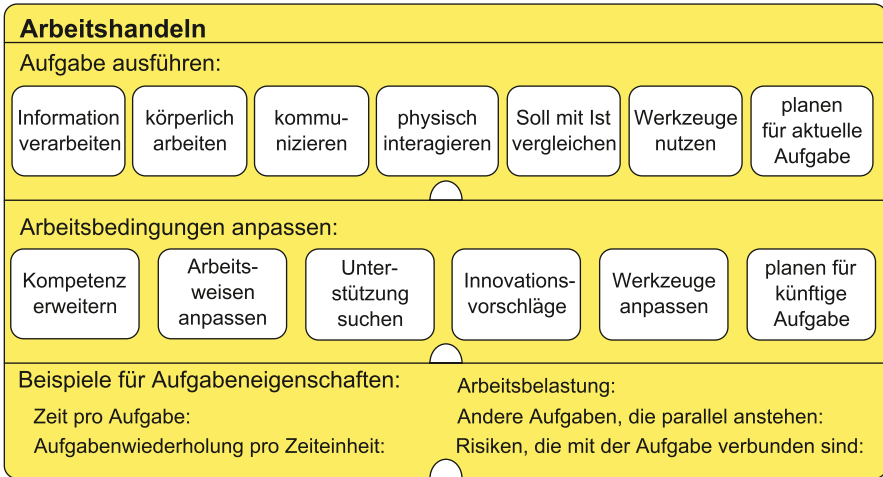 Arbeitshandeln
Aufgabe ausführen:
Information
verarbeiten
körperlich
arbeiten
kommu-
nizieren
physisch
interagieren
Soll mit Ist
vergleichen
Werkzeuge
nutzen
planen
für aktuelle
Aufgabe
Arbeitsbedingungen anpassen:
Kompetenz
erweitern
Arbeits-
weisen
anpassen
Unter-
stützung
suchen
Innovations-
vorschläge
Werkzeuge
anpassen
planen für
künftige
Aufgabe
Beispiele für Aufgabeneigenschaften:
Zeit pro Aufgabe:
Aufgabenwiederholung pro Zeiteinheit:
Arbeitsbelastung:
Andere Aufgaben, die parallel anstehen:
Risiken, die mit der Aufgabe verbunden sind: